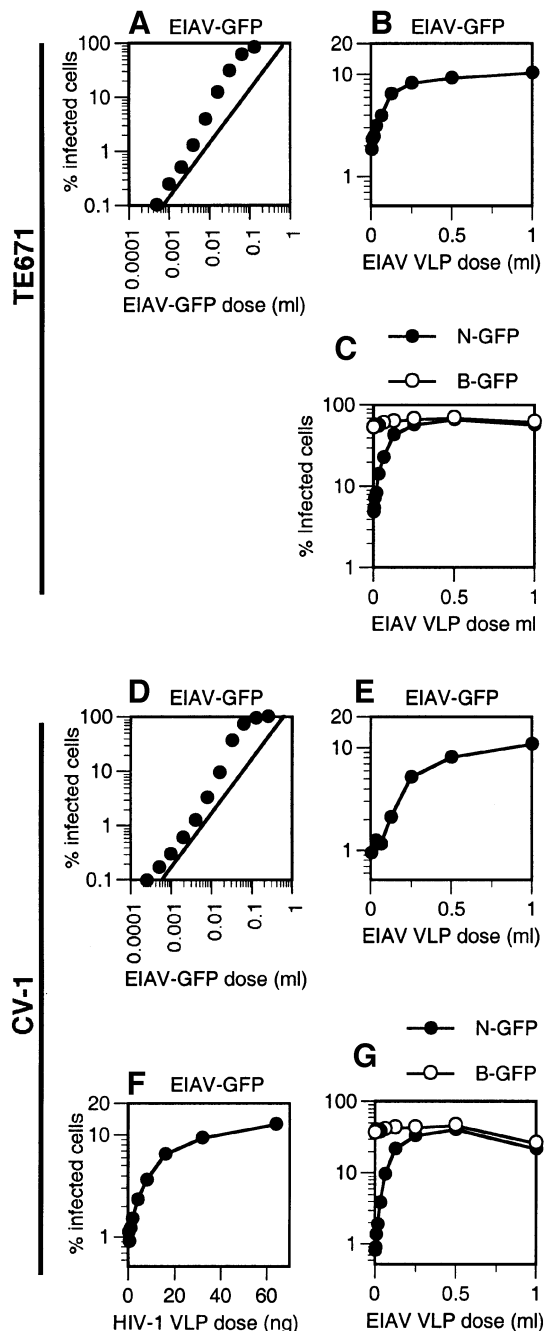 TE671
A EIAV-GFP
% infected cells
100
10
1
0.1
0.0001 0.001 0.01 0.1 1
EIAV-GFP dose (ml)
B EIAV-GFP
20
10
1
0 0.5 1
EIAV VLP dose (ml)
C
N-GFP
B-GFP
% Infected cells
100
10
1
0 0.5 1
EIAV VLP dose ml
CV-1
D EIAV-GFP
% infected cells
100
10
1
0.1
0.0001 0.001 0.01 0.1 1
EIAV-GFP dose (ml)
E EIAV-GFP
20
10
1
0 0.5 1
EIAV VLP dose (ml)
F EIAV-GFP
% infected cells
20
10
1
0 20 40 60
HIV-1 VLP dose (ng)
G
N-GFP
B-GFP
100
10
1
0 0.5 1
EIAV VLP dose (ml)